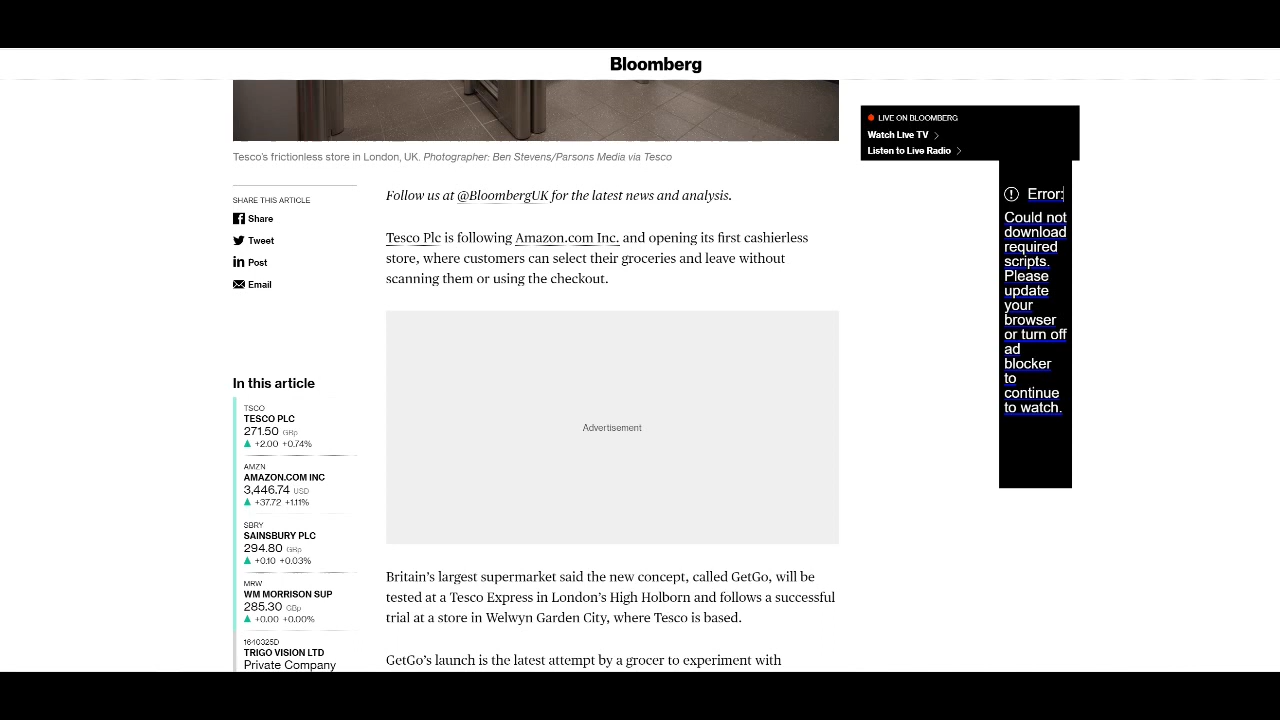 Bloomberg
Tesco's frictionless store in London, UK. Photographer: Ben Stevens/Parsons Media via Tesco
SHARE THIS ARTICLE
Share
Tweet
Post
Email
In this article
TSCO
TESCO PLC
271.50 GBp
+2.00 +0.74%
AMZN
AMAZON.COM INC
3,446.74 USD
+37.72 +1.11%
SBRY
SAINSBURY PLC
294.80 GBp
+0.10 +0.03%
MRW
WM MORRISON SUP
285.30 GBp
+0.00 +0.00%
1640325D
TRIGO VISION LTD
Private Company
Follow us at @BloombergUK for the latest news and analysis.
Tesco Plc is following Amazon.com Inc. and opening its first cashierless
store, where customers can select their groceries and leave without
scanning them or using the checkout.
Advertisement
Britain's largest supermarket said the new concept, called GetGo, will be
tested at a Tesco Express in London's High Holborn and follows a successful
trial at a store in Welwyn Garden City, where Tesco is based.
GetGo's launch is the latest attempt by a grocer to experiment with
LIVE ON BLOOMBERG
Watch Live TV
Listen to Live Radio
Error:
Could not
download
required
scripts.
Please
update
your
browser
or turn off
ad
blocker
to
continue
to watch.